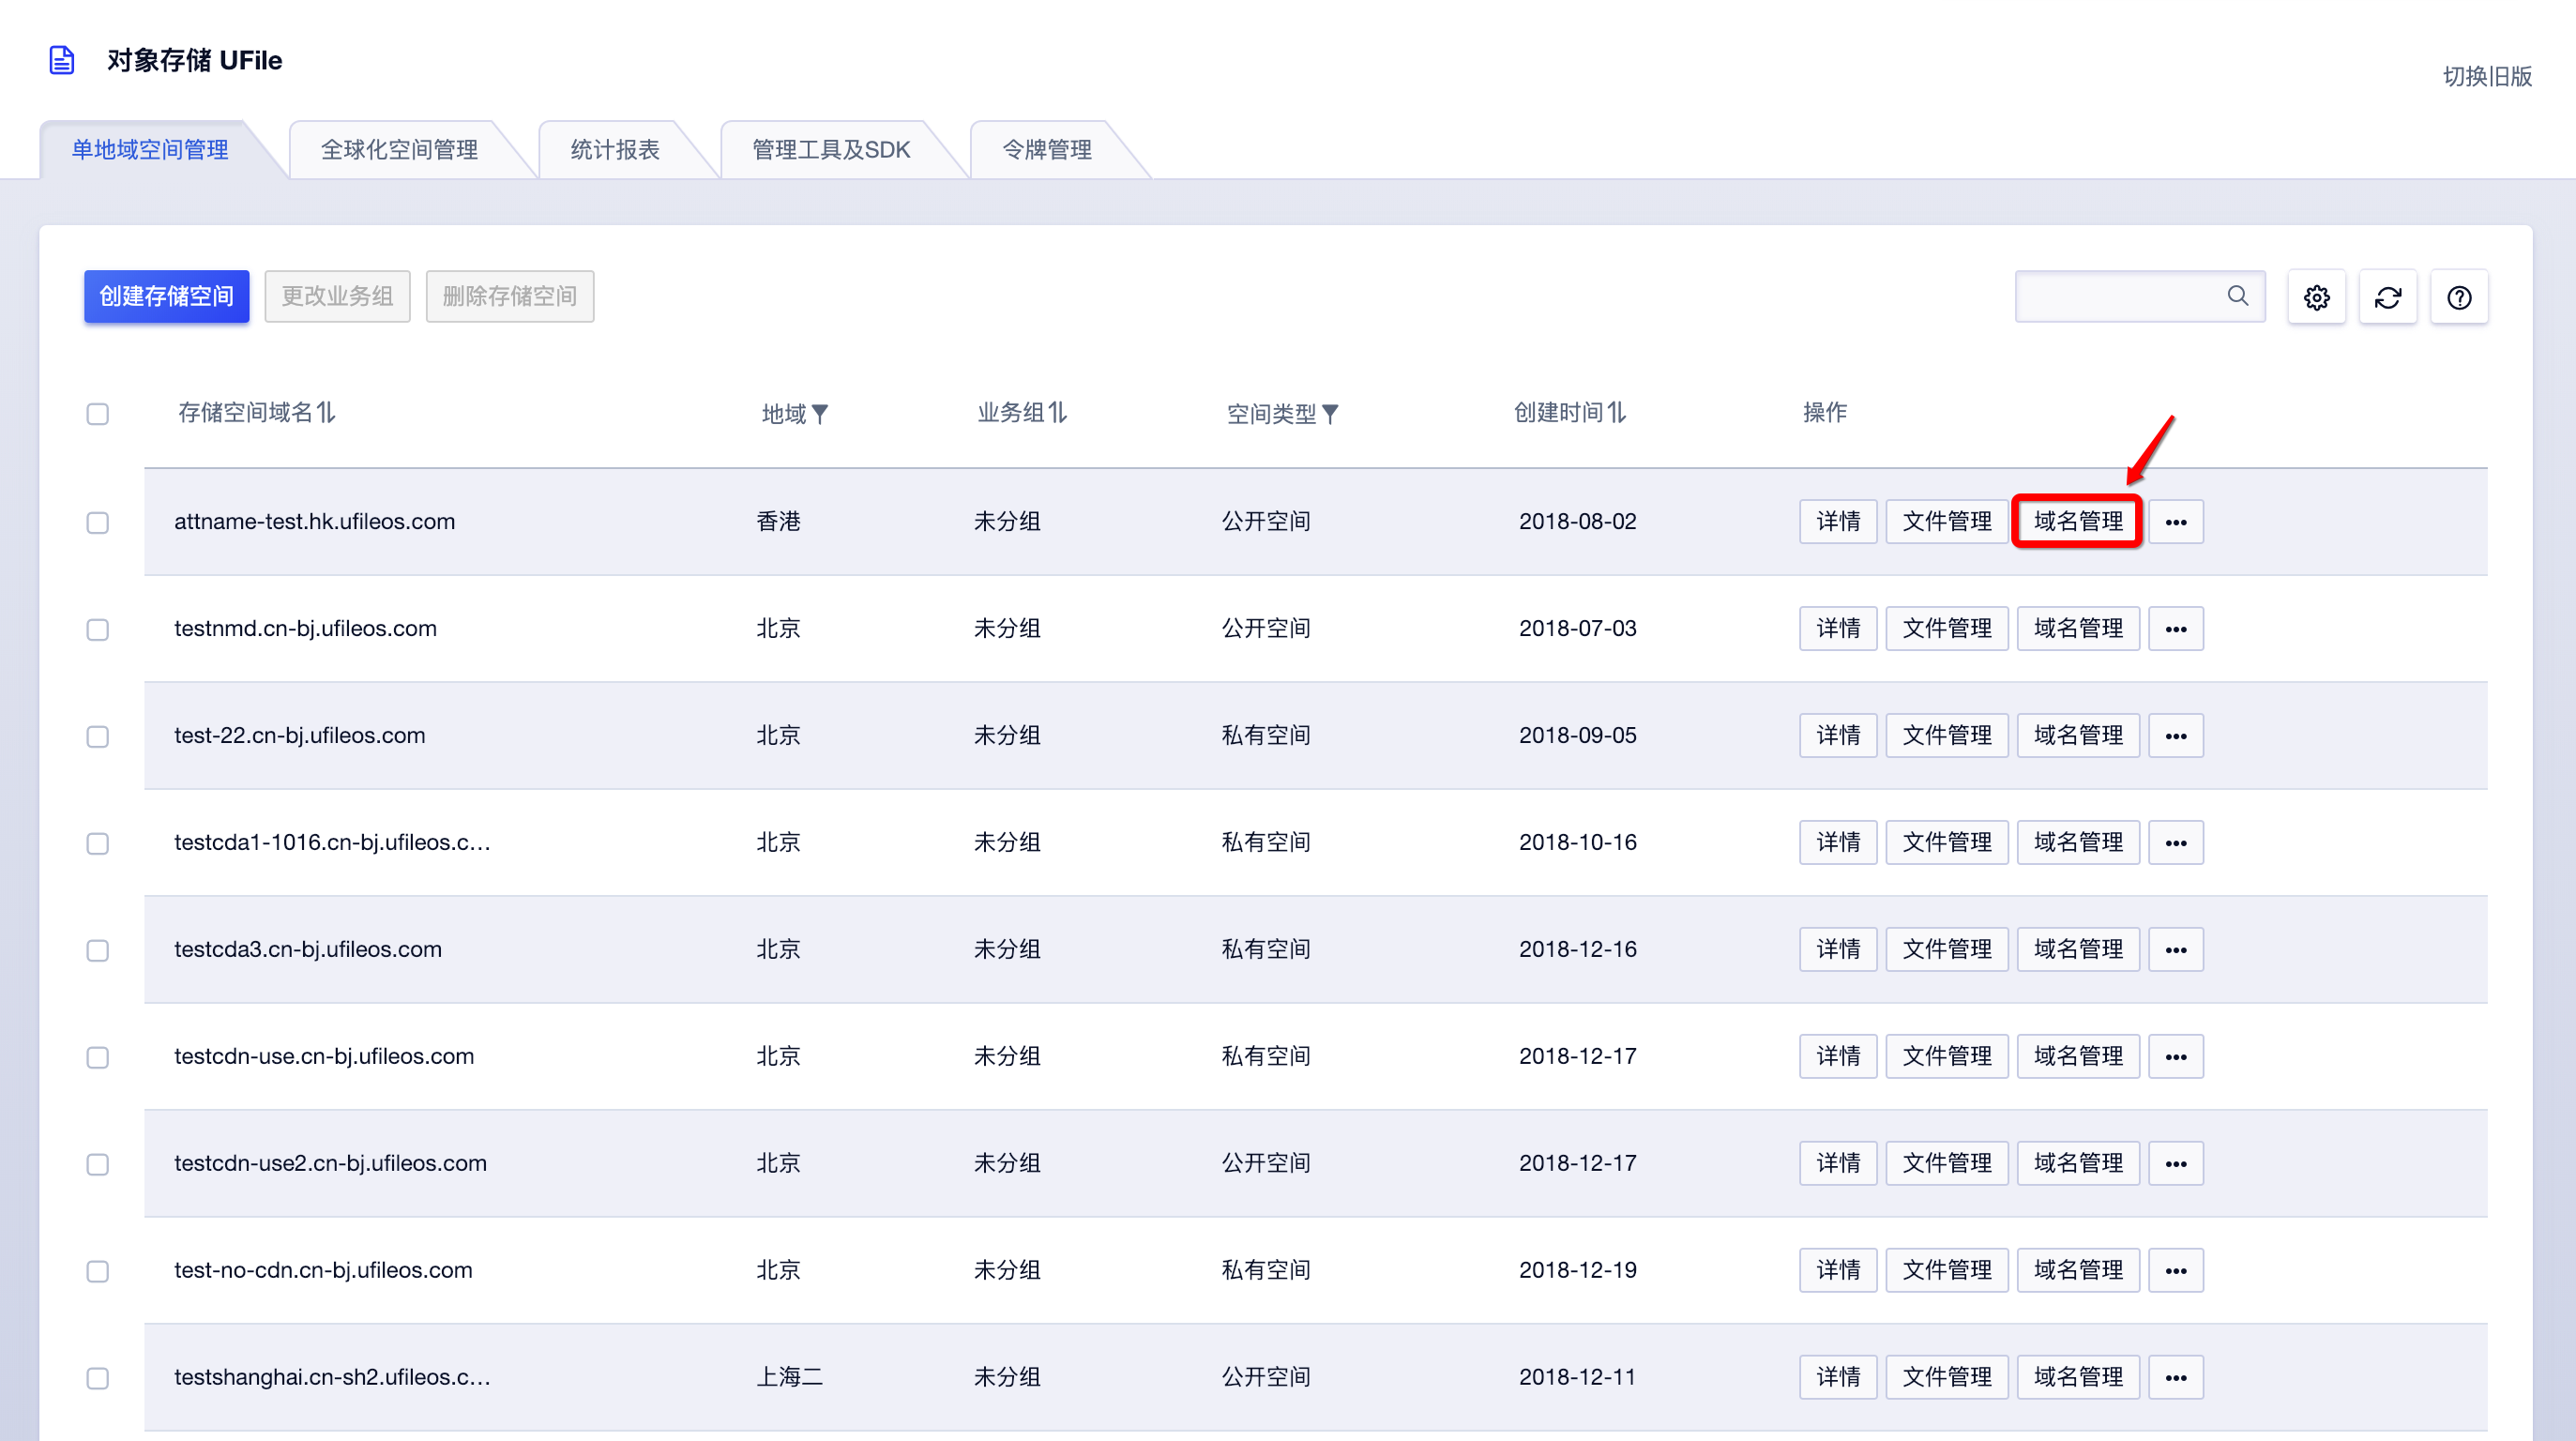 对象存储 UFile
切换旧版
单地域空间管理 全球化空间管理 统计报表 管理工具及SDK 令牌管理
创建存储空间 更改业务组 删除存储空间
存储空间域名 地域 业务组 空间类型 创建时间 操作
attname-test.hk.ufileos.com 香港 未分组 公开空间 2018-08-02 详情 文件管理 域名管理 •••
testnmd.cn-bj.ufileos.com 北京 未分组 公开空间 2018-07-03 详情 文件管理 域名管理 •••
test-22.cn-bj.ufileos.com 北京 未分组 私有空间 2018-09-05 详情 文件管理 域名管理 •••
testcda1-1016.cn-bj.ufileos.c... 北京 未分组 私有空间 2018-10-16 详情 文件管理 域名管理 •••
testcda3.cn-bj.ufileos.com 北京 未分组 私有空间 2018-12-16 详情 文件管理 域名管理 •••
testcdn-use.cn-bj.ufileos.com 北京 未分组 私有空间 2018-12-17 详情 文件管理 域名管理 •••
testcdn-use2.cn-bj.ufileos.com 北京 未分组 公开空间 2018-12-17 详情 文件管理 域名管理 •••
test-no-cdn.cn-bj.ufileos.com 北京 未分组 私有空间 2018-12-19 详情 文件管理 域名管理 •••
testshanghai.cn-sh2.ufileos.c... 上海二 未分组 公开空间 2018-12-11 详情 文件管理 域名管理 •••